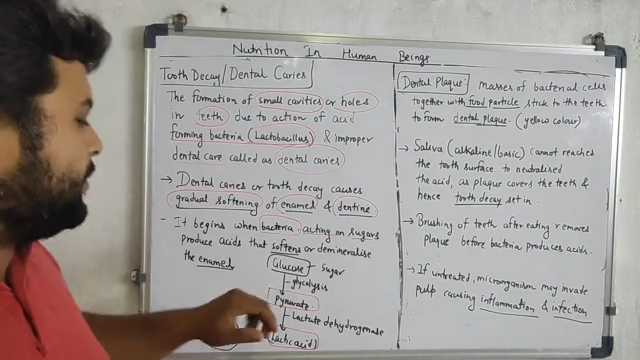 Nutrition In Human Beings
Tooth Decay/Dental Caries
The formation of small cavities or holes
in teeth due to action of acid
forming bacteria (Lactobacillus) & improper
dental care called as dental caries
→ Dental caries or tooth decay causes
gradual softening of enamel & dentine.
- It begins when bacteria acting on sugars
produce acids that softens or demineralise
the enamel
Glucose - Sugar
glycolysis
Pyruvate
Lactate dehydrogenase
Lactic acid
Dental Plaque: masses of bacterial cells
together with food particle stick to the teeth
to form dental plaque. (yellow colour)
→ Saliva (alkaline/basic) cannot reaches
the tooth surface to neutralised
the acid, as plaque covers the teeth &
hence tooth decay set in.
→ Brushing of teeth after eating removes
plaque before bacteria produces acids.
→ If untreated, microorganism may invade
pulp causing inflammation & infection